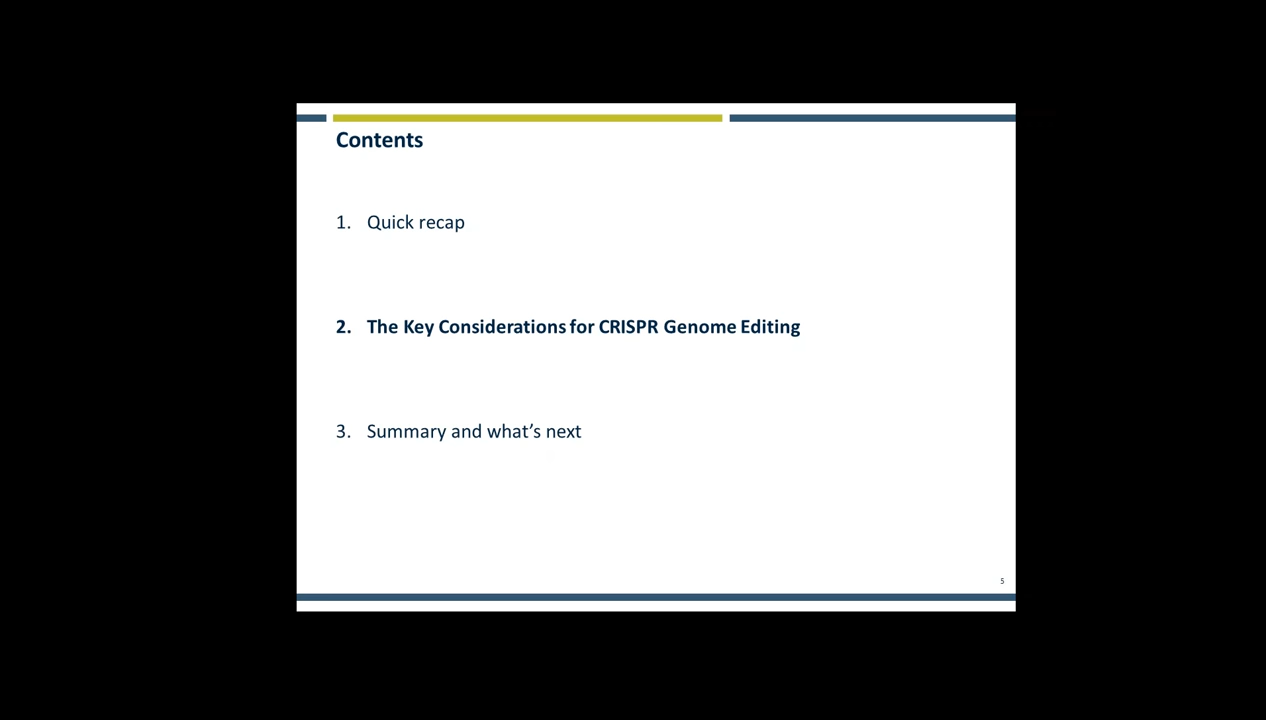 Contents
1. Quick recap
2. The Key Considerations for CRISPR Genome Editing
3. Summary and what’s next
5